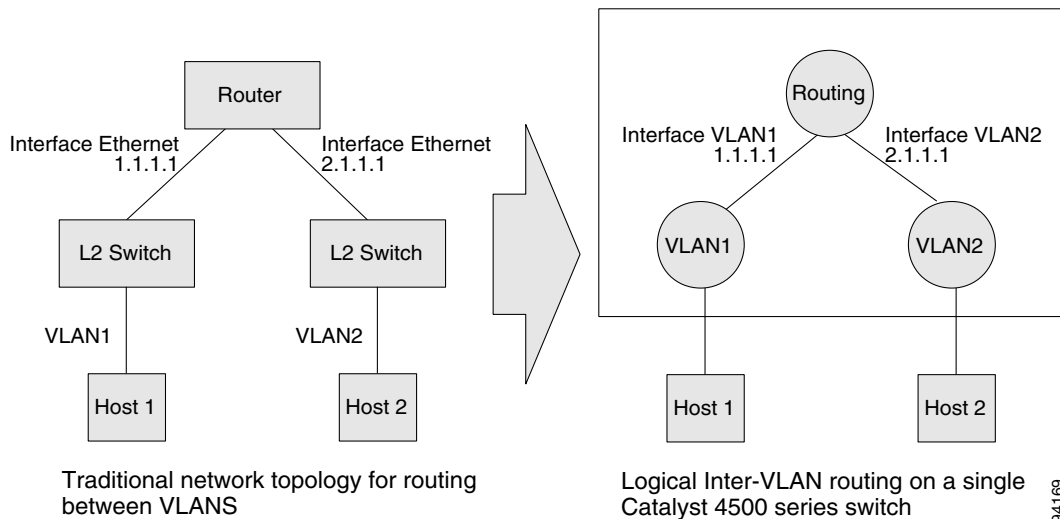 Router
Interface Ethernet
1.1.1.1
Interface Ethernet
2.1.1.1
L2 Switch
L2 Switch
VLAN1
VLAN2
Host 1
Host 2
Traditional network topology for routing
between VLANS
Routing
Interface VLAN1
1.1.1.1
Interface VLAN2
2.1.1.1
VLAN1
VLAN2
Host 1
Host 2
Logical Inter-VLAN routing on a single
Catalyst 4500 series switch
94169